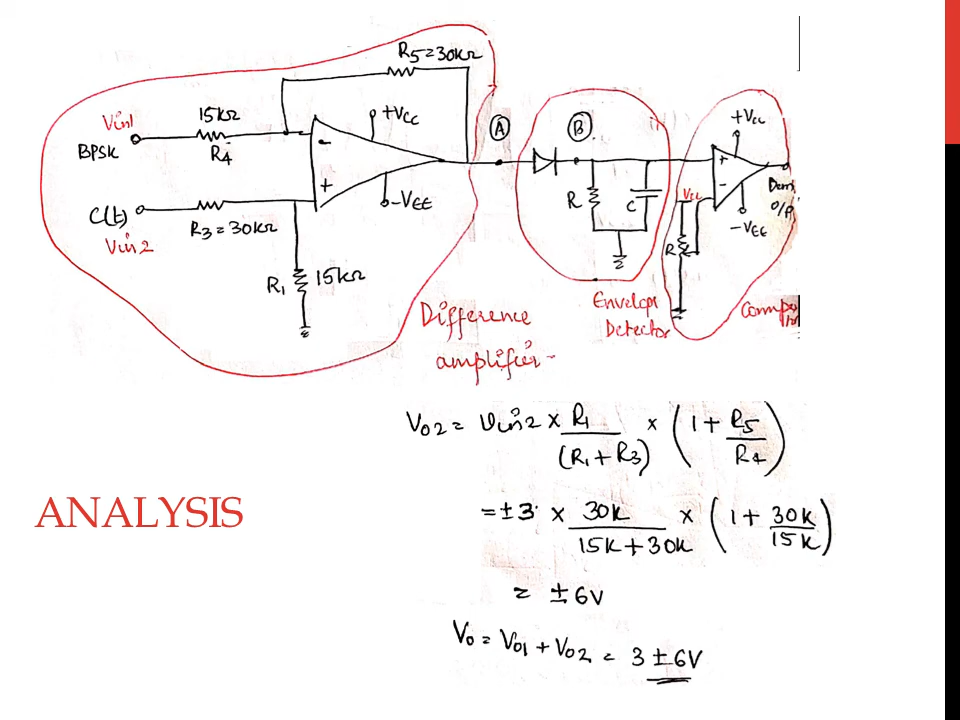 R5=30kΩ
15kΩ
+Vcc
Vin1
BPSK
R4
-
+
-VEE
C(t)
Vin2
R3=30kΩ
R1
15kΩ
Difference
amplifier
A
B
R
C
Envelope
Detector
+Vcc
+
-
Vcc
-VEE
R
Dem
O/P
VO2 = Vin2 × R1/(R1+R3) × (1 + R5/R4)
= ±3 × 30K/(15K+30K) × (1 + 30K/15K)
= ±6V
VO = VO1 + VO2 = 3 ±6V
ANALYSIS